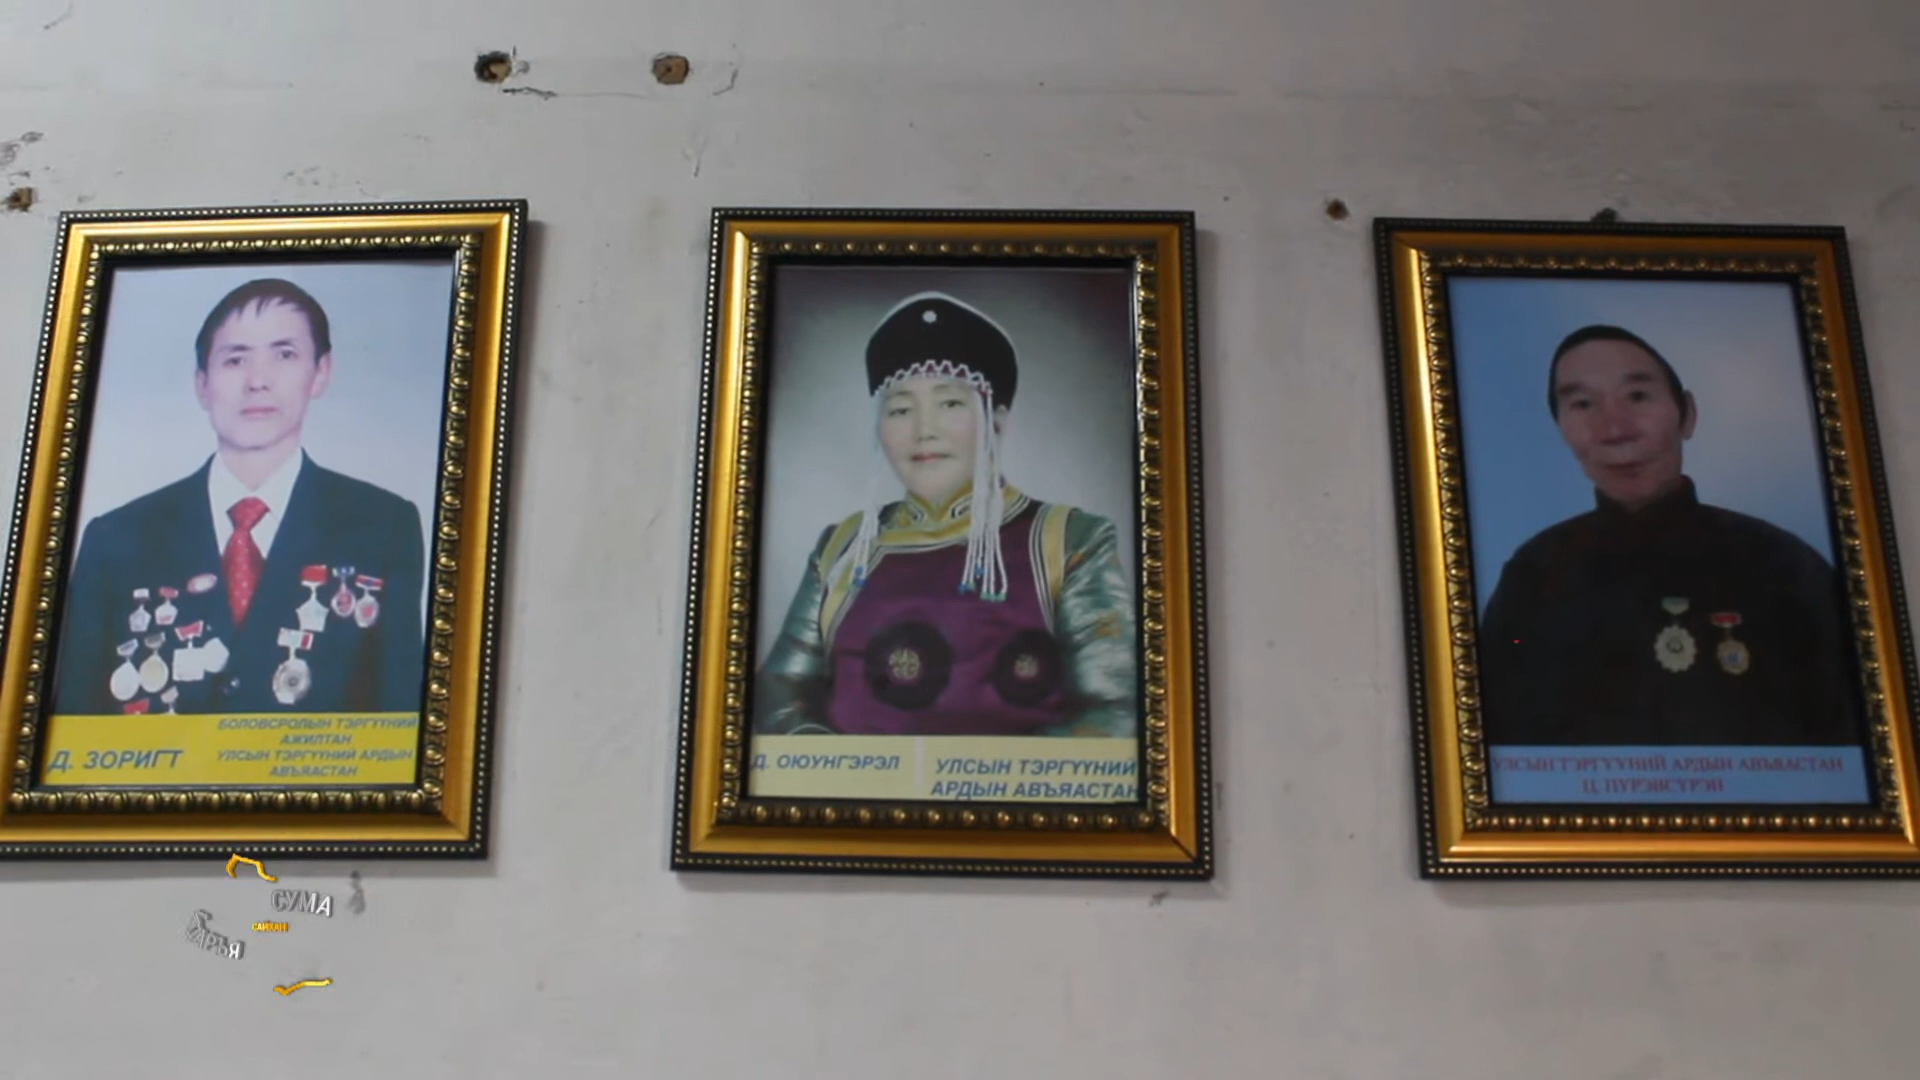 Д. ЗОРИГТ
БОЛОВСРОЛЫН ТЭРГҮҮНИЙ
АЖИЛТАН
УЛСЫН ТЭРГҮҮНИЙ АРДЫН
АВЪЯАСТАН
Д. ОЮУНГЭРЭЛ
УЛСЫН ТЭРГҮҮНИЙ
АРДЫН АВЪЯАСТАН
УЛСЫН ТЭРГҮҮНИЙ АРДЫН АВЪЯАСТАН
Ц. ПҮРЭВСҮРЭН
СУМА
САЙХАН